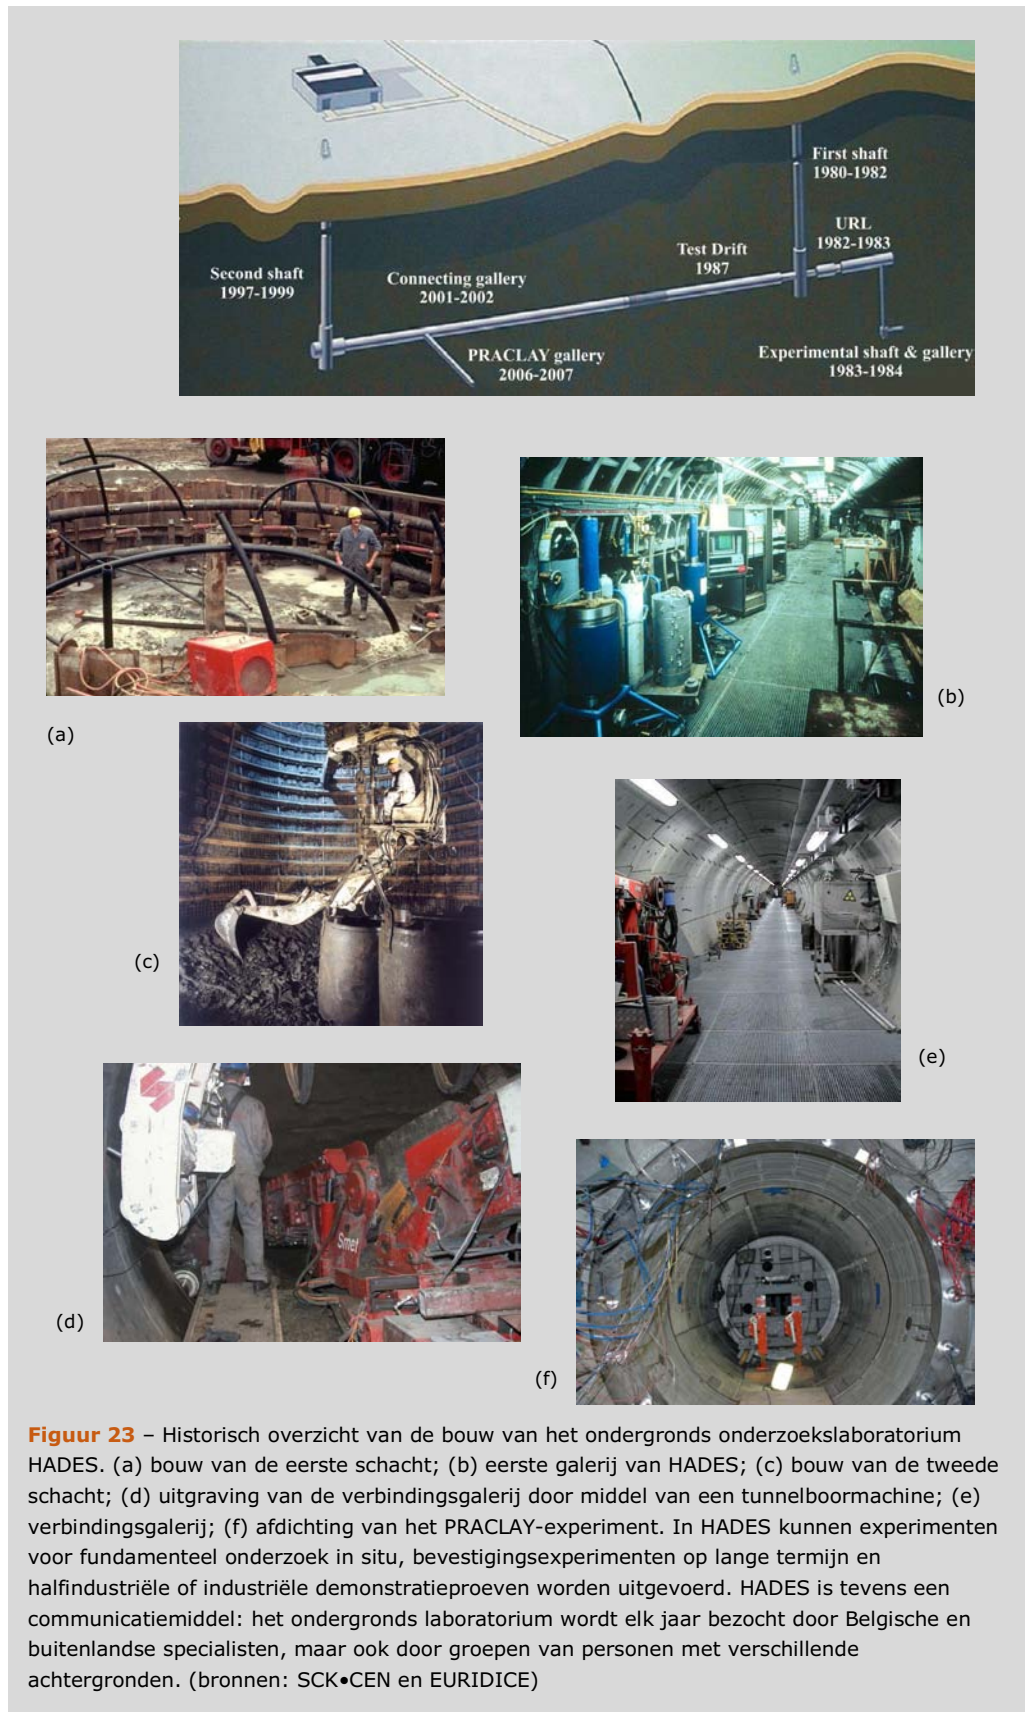 First shaft
1980-1982
URL
1982-1983
Test Drift
1987
Second shaft
1997-1999
Connecting gallery
2001-2002
PRACLAY gallery
2006-2007
Experimental shaft & gallery
1983-1984
(a)
(b)
(c)
(e)
Smet
(d)
(f)
Figuur 23 – Historisch overzicht van de bouw van het ondergronds onderzoekslaboratorium
HADES. (a) bouw van de eerste schacht; (b) eerste galerij van HADES; (c) bouw van de tweede
schacht; (d) uitgraving van de verbindingsgalerij door middel van een tunnelboormachine; (e)
verbindingsgalerij; (f) afdichting van het PRACLAY-experiment. In HADES kunnen experimenten
voor fundamenteel onderzoek in situ, bevestigingsexperimenten op lange termijn en
halfindustriële of industriële demonstratieproeven worden uitgevoerd. HADES is tevens een
communicatiemiddel: het ondergronds laboratorium wordt elk jaar bezocht door Belgische en
buitenlandse specialisten, maar ook door groepen van personen met verschillende
achtergronden. (bronnen: SCK•CEN en EURIDICE)